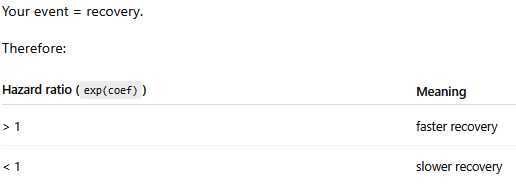 Your event = recovery.
Therefore:
Hazard ratio ( exp(coef) ) Meaning
> 1 faster recovery
< 1 slower recovery